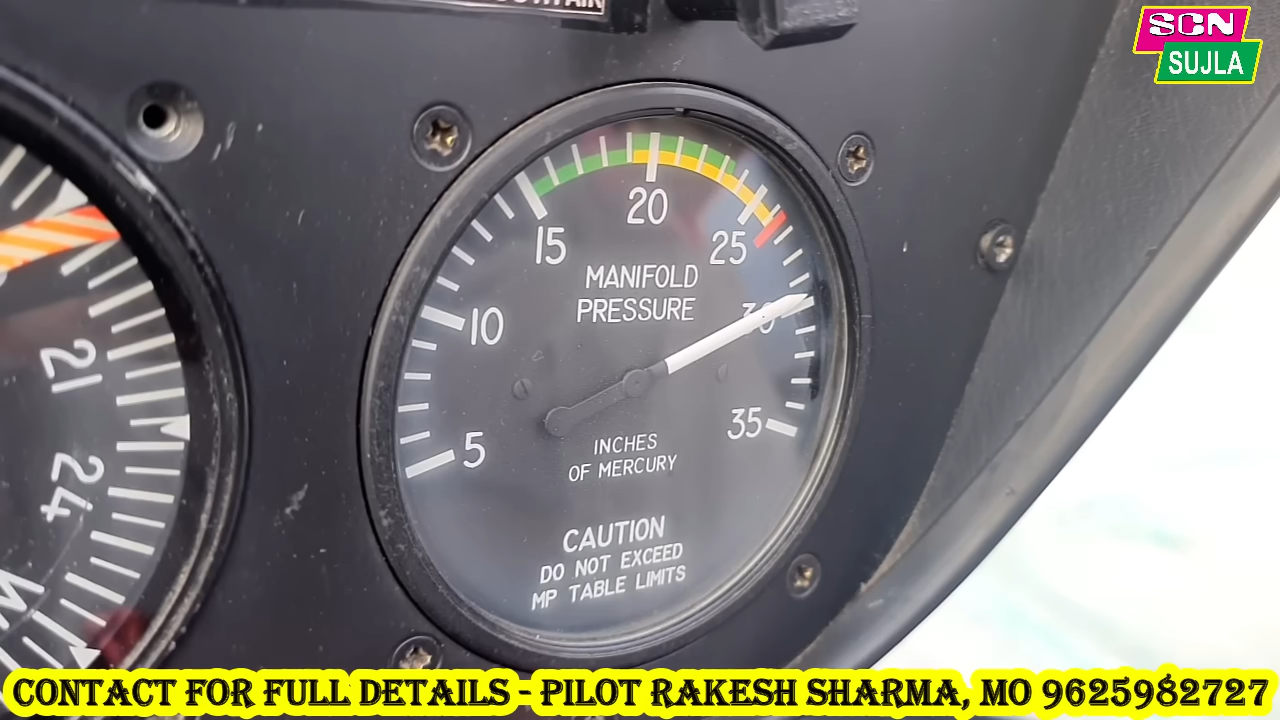 SCN
SUJLA
20
15
25
MANIFOLD
PRESSURE
10
30
21
35
5
INCHES
OF MERCURY
24
CAUTION
DO NOT EXCEED
MP TABLE LIMITS
CONTACT FOR FULL DETAILS - PILOT RAKESH SHARMA, MO 9625982727